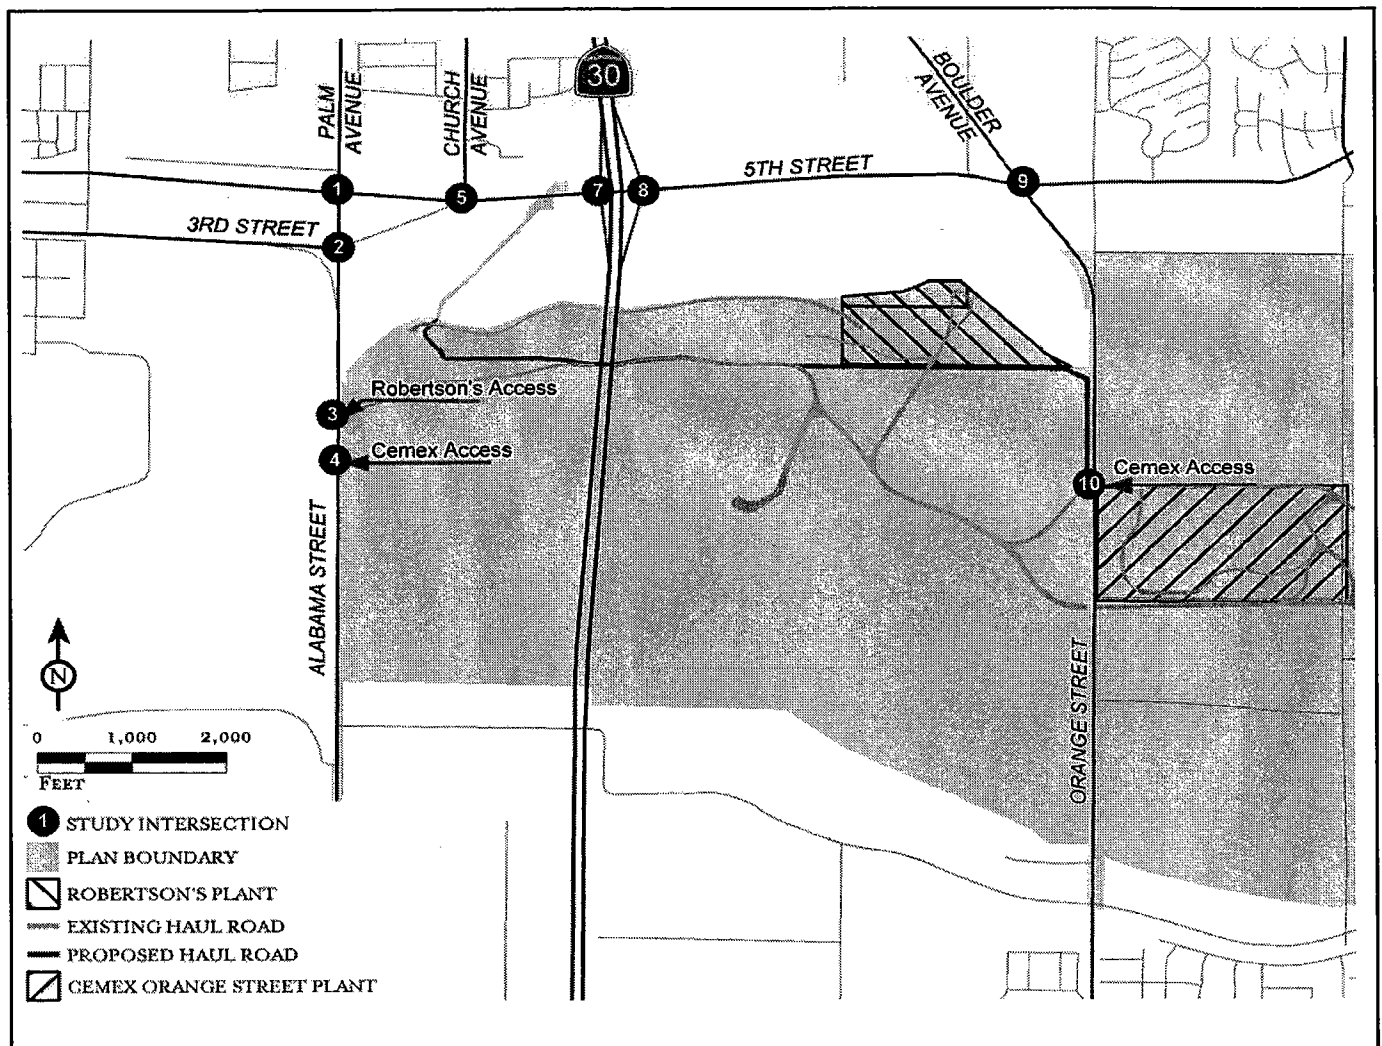 PALM
AVENUE
CHURCH
AVENUE
30
BOULDER
AVENUE
5TH STREET
1
5
7
8
9
3RD STREET
2
Robertson's Access
3
Cemex Access
4
Cemex Access
10
ALABAMA STREET
ORANGE STREET
N
0 1,000 2,000
FEET
1 STUDY INTERSECTION
PLAN BOUNDARY
ROBERTSON'S PLANT
EXISTING HAUL ROAD
PROPOSED HAUL ROAD
CEMEX ORANGE STREET PLANT